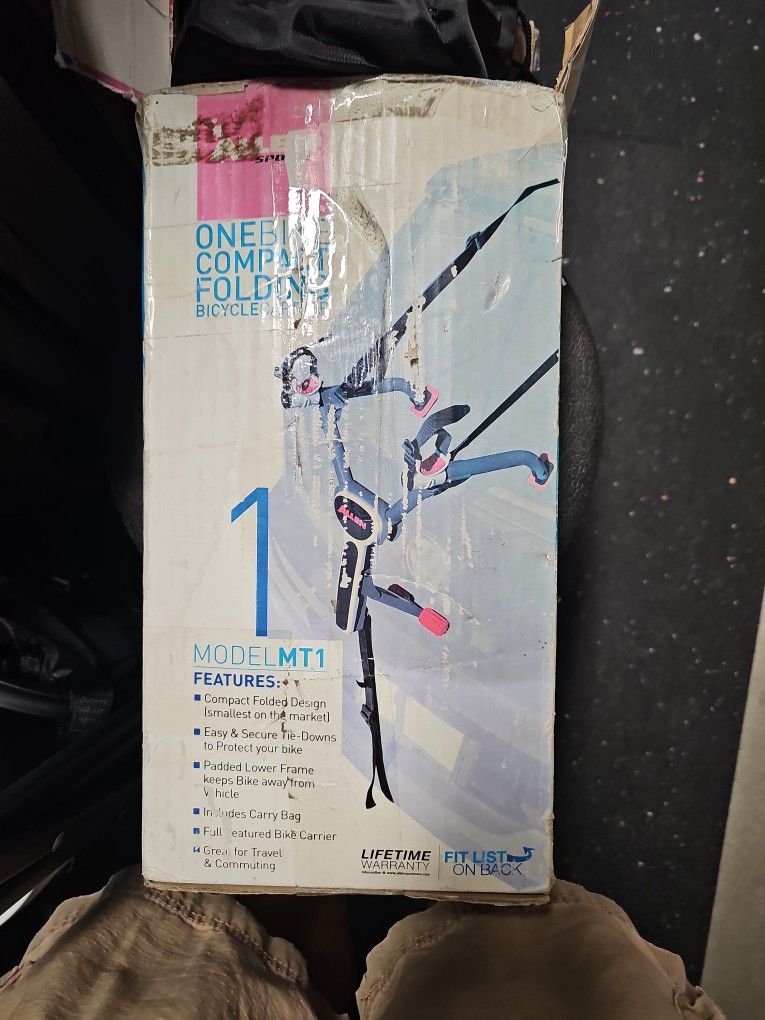 ONEBIKE
COMPACT
FOLDING
ALLEN
1
MODELMT1
FEATURES:
Compact Folded Design
(smallest on the market)
Easy & Secure Tie-Downs
to Protect your bike
Padded Lower Frame
keeps Bike away from
Vehicle
Includes Carry Bag
Full Featured Bike Carrier
Great for Travel
& Commuting
LIFETIME
WARRANTY
FIT LIST
ON BACK